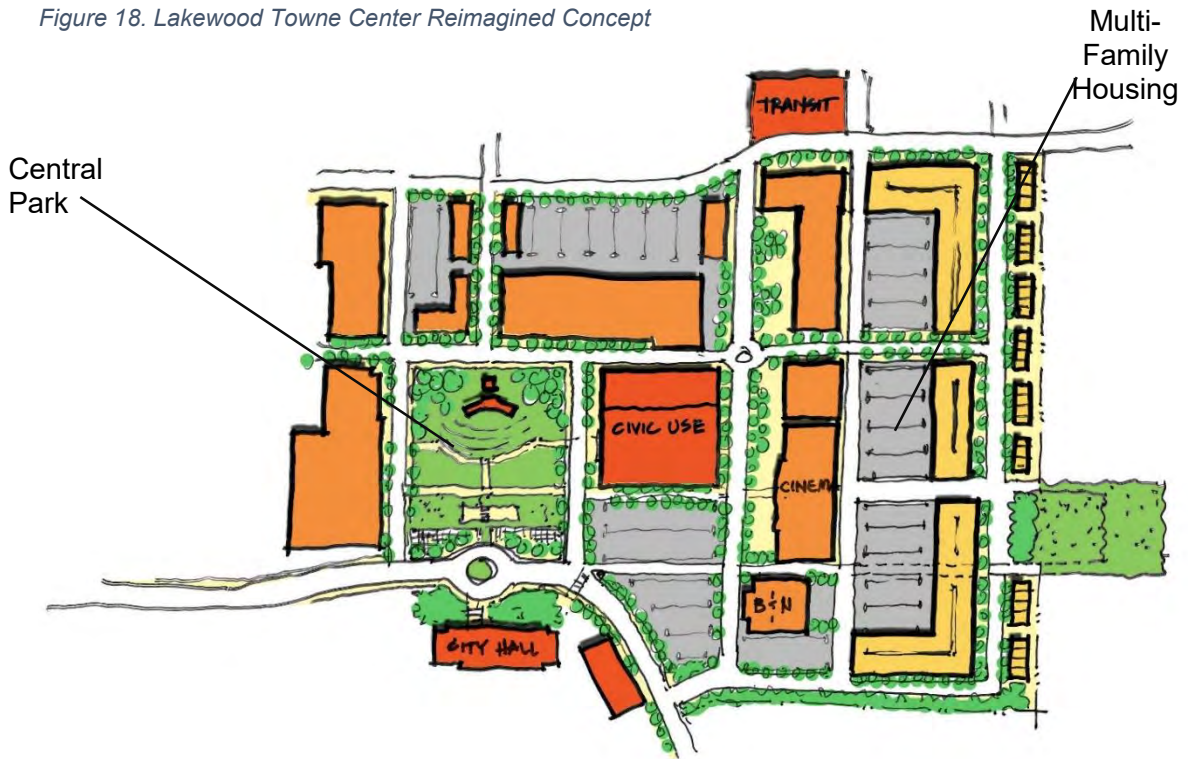 Figure 18. Lakewood Towne Center Reimagined Concept
Multi-
Family
Housing
TRANSIT
Central
Park
CIVIC USE
CINEMA
B+N
CITY HALL